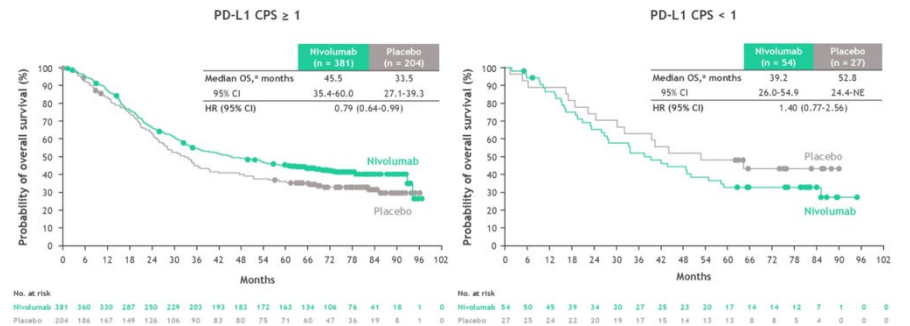 PD-L1 CPS ≥ 1
Nivolumab
(n = 381)
Placebo
(n = 204)
Median OS,ᵃ months 45.5 33.5
95% CI 35.4-60.0 27.1-39.3
HR (95% CI) 0.79 (0.64-0.99)
Probability of overall survival (%)
100
90
80
70
60
50
40
30
20
10
0
Nivolumab
Placebo
0 6 12 18 24 30 36 42 48 54 60 66 72 78 84 90 96 102
Months
No. at risk
Nivolumab 381 360 330 287 250 229 203 193 183 172 163 134 106 76 41 18 1 0
Placebo 204 186 167 149 126 106 90 83 80 75 71 60 47 36 19 8 1 0
PD-L1 CPS < 1
Nivolumab
(n = 54)
Placebo
(n = 27)
Median OS,ᵃ months 39.2 52.8
95% CI 26.0-54.9 24.4-NE
HR (95% CI) 1.40 (0.77-2.56)
Probability of overall survival (%)
100
90
80
70
60
50
40
30
20
10
0
Placebo
Nivolumab
0 6 12 18 24 30 36 42 48 54 60 66 72 78 84 90 96 102
Months
No. at risk
Nivolumab 54 50 45 39 34 30 27 25 23 20 17 14 14 12 7 1 0 0
Placebo 27 25 24 22 20 19 17 15 14 13 13 8 8 5 4 0 0 0